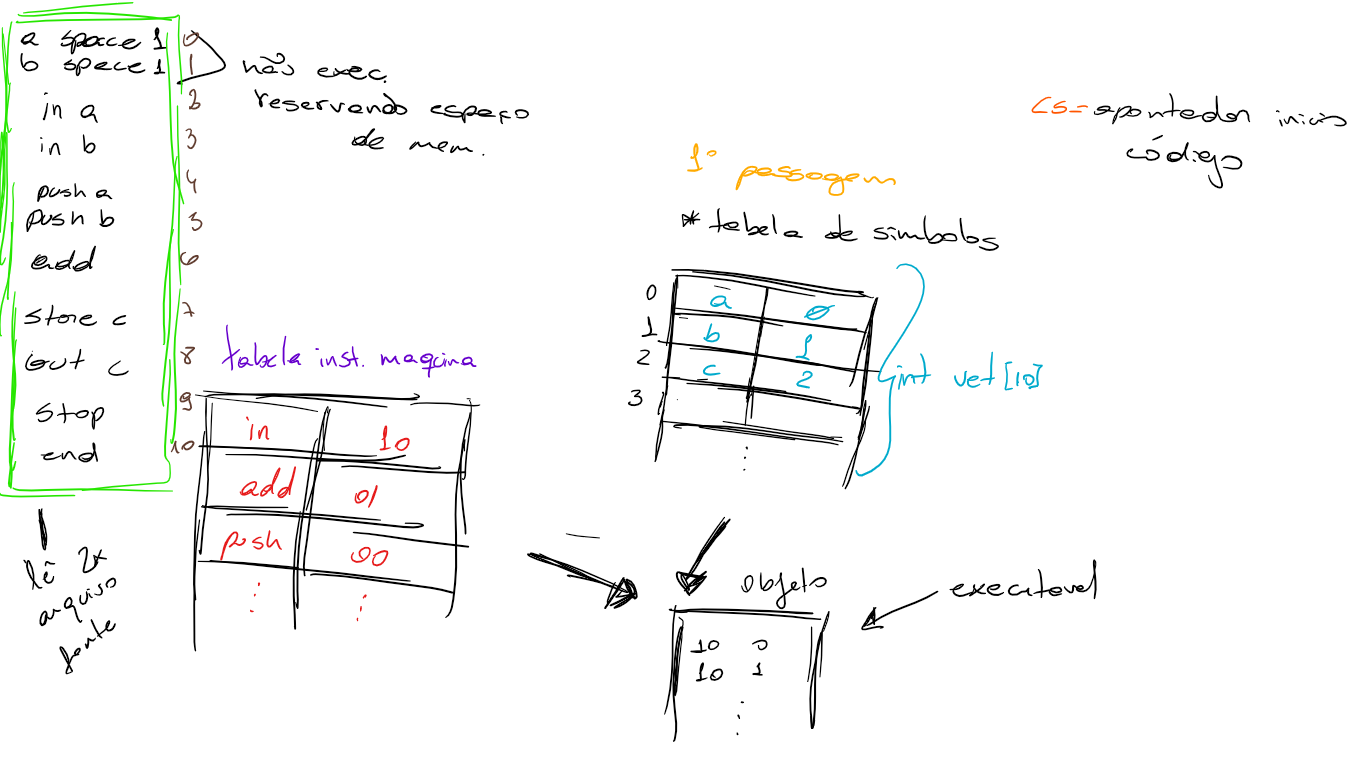 a space 1 0
b space 1 1
in a 2
in b 3
push a 4
push b 5
add 6
store c 7
out c 8
stop 9
end 10
não exec.
reservando espaço
de mem.
lê 2x
arquivo
fonte
tabela inst. maquina
in 10
add 01
push 00
⋮ ⋮
1° passagem
* tabela de simbolos
0 a 0
1 b 1
2 c 2
3
⋮
int vet [10]
CS= apontador inicio
código
objeto
executavel
10 0
10 1
⋮